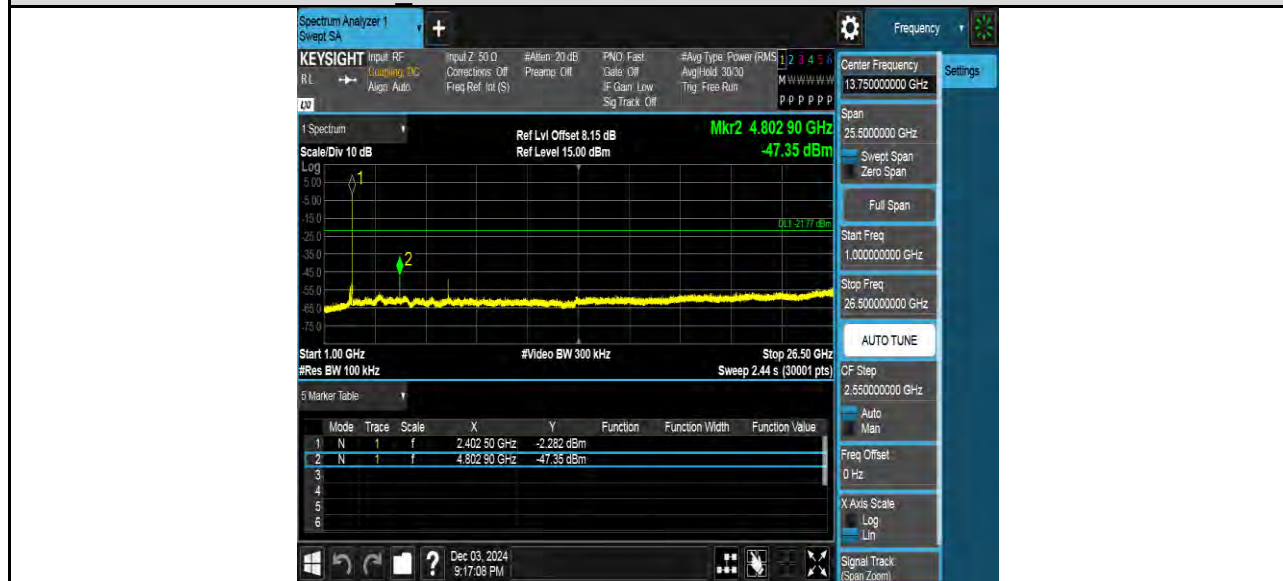 Spectrum Analyzer 1
Swept SA
+
Frequency
KEYSIGHT
RL
LXI
Input: RF
Coupling: DC
Align: Auto
Input Z: 50 Ω
Corrections: Off
Freq Ref: Int (S)
#Atten: 20 dB
Preamp: Off
PNO: Fast
Gate: Off
IF Gain: Low
Sig Track: Off
#Avg Type: Power (RMS
Avg|Hold: 30/30
Trig: Free Run
1 2 3 4 5 6
M W W W W W
P P P P P P
Settings
1 Spectrum
Scale/Div 10 dB
Ref Lvl Offset 8.15 dB
Ref Level 15.00 dBm
Mkr2 4.802 90 GHz
-47.35 dBm
Log
5.00
-5.00
-15.0
-25.0
-35.0
-45.0
-55.0
-65.0
-75.0
1
2
DL1 -21.77 dBm
Start 1.00 GHz
#Res BW 100 kHz
#Video BW 300 kHz
Stop 26.50 GHz
Sweep 2.44 s (30001 pts)
5 Marker Table
Mode Trace Scale X Y Function Function Width Function Value
1 N 1 f 2.402 50 GHz -2.282 dBm
2 N 1 f 4.802 90 GHz -47.35 dBm
3
4
5
6
Center Frequency
13.750000000 GHz
Span
25.5000000 GHz
Swept Span
Zero Span
Full Span
Start Freq
1.000000000 GHz
Stop Freq
26.500000000 GHz
AUTO TUNE
CF Step
2.550000000 GHz
Auto
Man
Freq Offset
0 Hz
X Axis Scale
Log
Lin
Signal Track
(Span Zoom)
?
Dec 03, 2024
9:17:08 PM